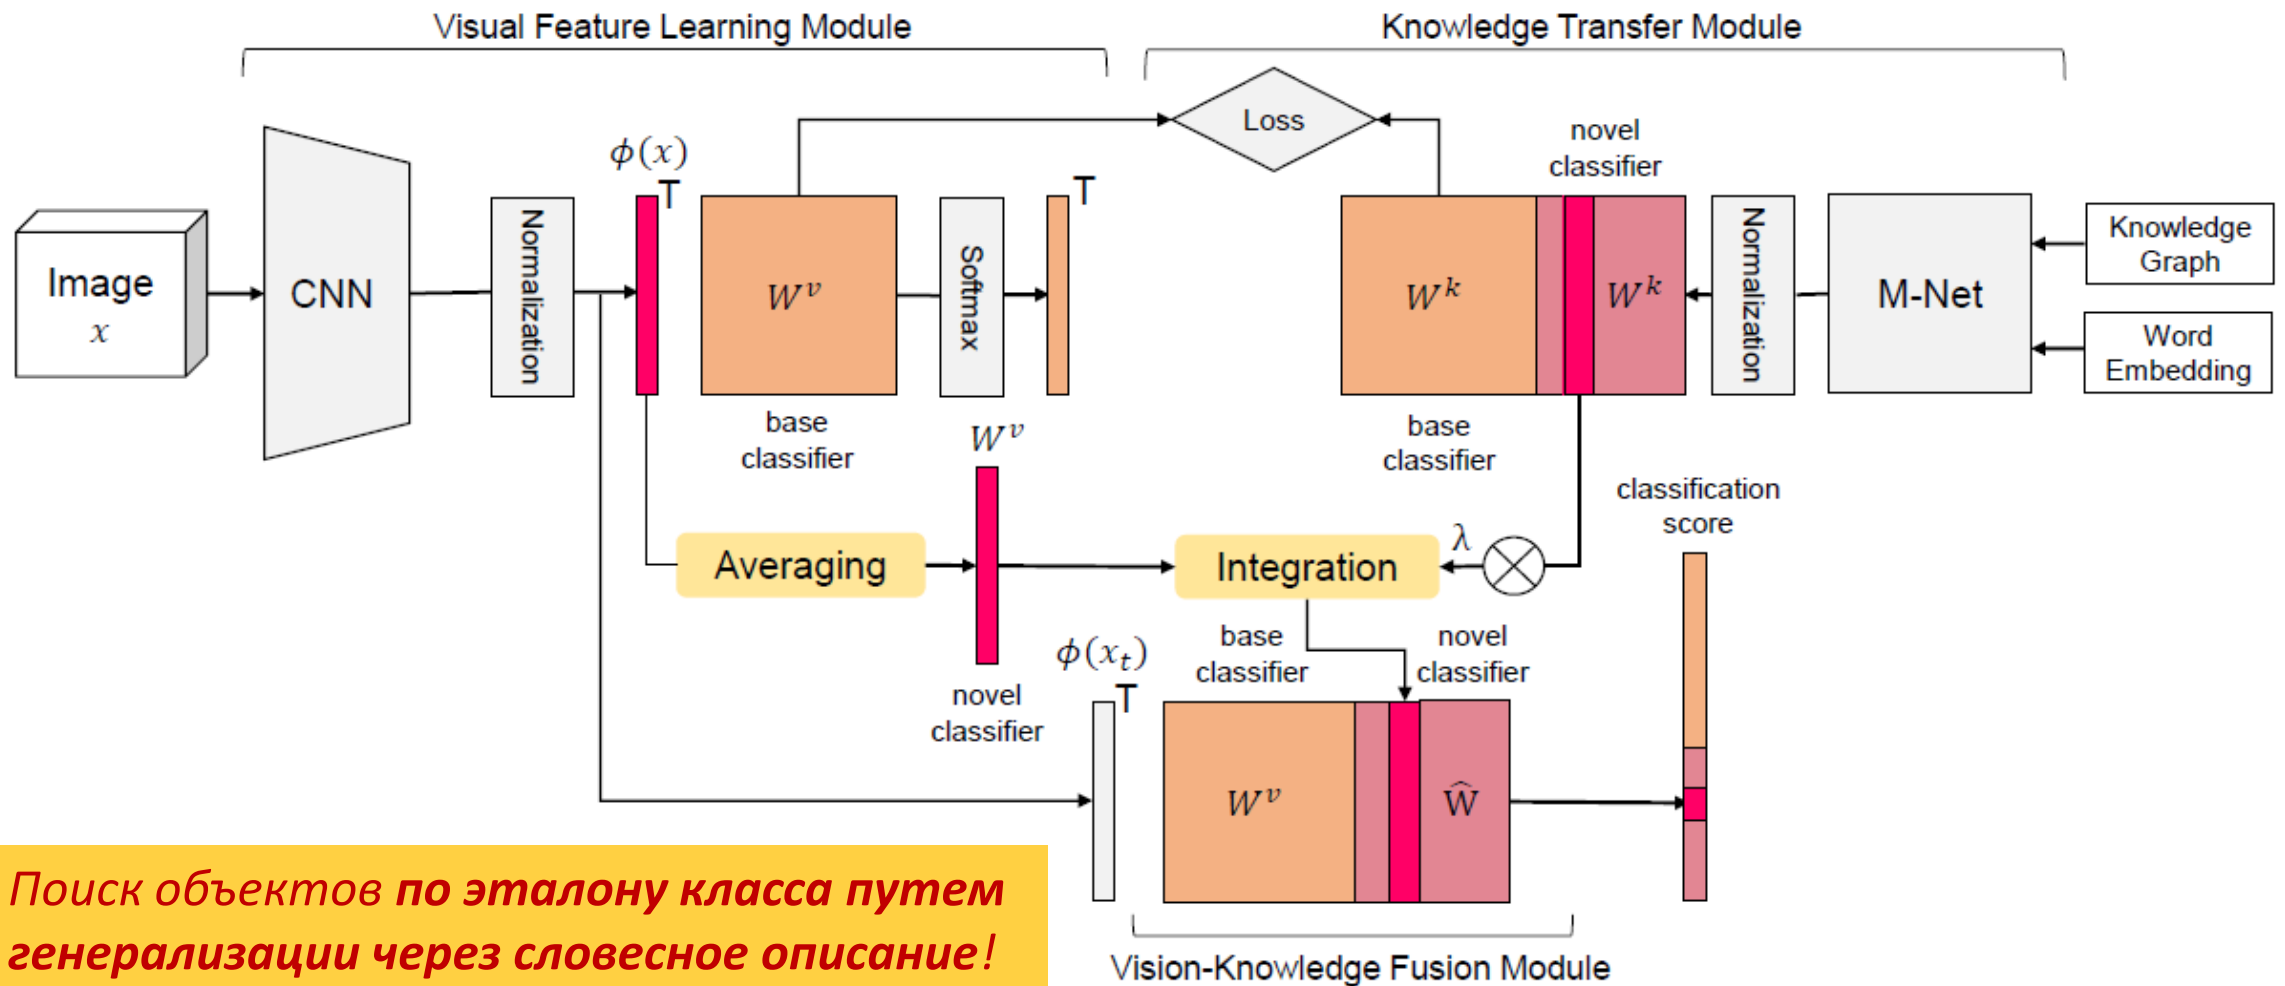 Visual Feature Learning Module
Knowledge Transfer Module
Image
x
CNN
Normalization
ϕ(x)
T
W^v
base
classifier
Softmax
T
Loss
novel
classifier
W^k
W^k
base
classifier
Normalization
M-Net
Knowledge
Graph
Word
Embedding
Averaging
W^v
novel
classifier
Integration
λ
classification
score
ϕ(x_t)
T
base
classifier
novel
classifier
W^v
Ŵ
Vision-Knowledge Fusion Module
Поиск объектов по эталону класса путем
генерализации через словесное описание!